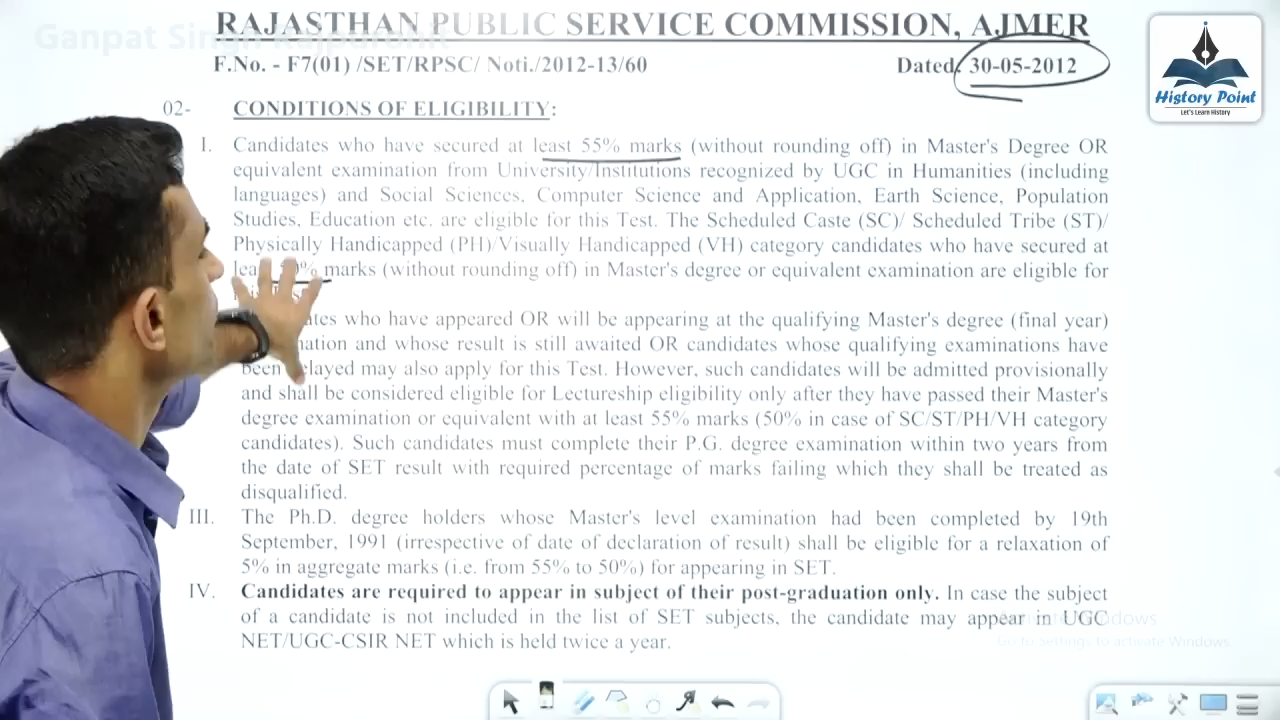 RAJASTHAN PUBLIC SERVICE COMMISSION, AJMER
Ganpat Singh Rajpurohit
F.No. - F7(01) /SET/RPSC/ Noti./2012-13/60
Dated. 30-05-2012
History Point
Let's Learn History
02- CONDITIONS OF ELIGIBILITY:
I. Candidates who have secured at least 55% marks (without rounding off) in Master's Degree OR
equivalent examination from University/Institutions recognized by UGC in Humanities (including
languages) and Social Sciences, Computer Science and Application, Earth Science, Population
Studies, Education etc. are eligible for this Test. The Scheduled Caste (SC)/ Scheduled Tribe (ST)/
Physically Handicapped (PH)/Visually Handicapped (VH) category candidates who have secured at
marks (without rounding off) in Master's degree or equivalent examination are eligible for
who have appeared OR will be appearing at the qualifying Master's degree (final year)
and whose result is still awaited OR candidates whose qualifying examinations have
been may also apply for this Test. However, such candidates will be admitted provisionally
and shall be considered eligible for Lectureship eligibility only after they have passed their Master's
degree examination or equivalent with at least 55% marks (50% in case of SC/ST/PH/VH category
candidates). Such candidates must complete their P.G. degree examination within two years from
the date of SET result with required percentage of marks failing which they shall be treated as
disqualified.
III. The Ph.D. degree holders whose Master's level examination had been completed by 19th
September, 1991 (irrespective of date of declaration of result) shall be eligible for a relaxation of
5% in aggregate marks (i.e. from 55% to 50%) for appearing in SET.
IV. Candidates are required to appear in subject of their post-graduation only. In case the subject
of a candidate is not included in the list of SET subjects, the candidate may appear in UGC
NET/UGC-CSIR NET which is held twice a year.
Activate Windows
Go to Settings to activate Windows.